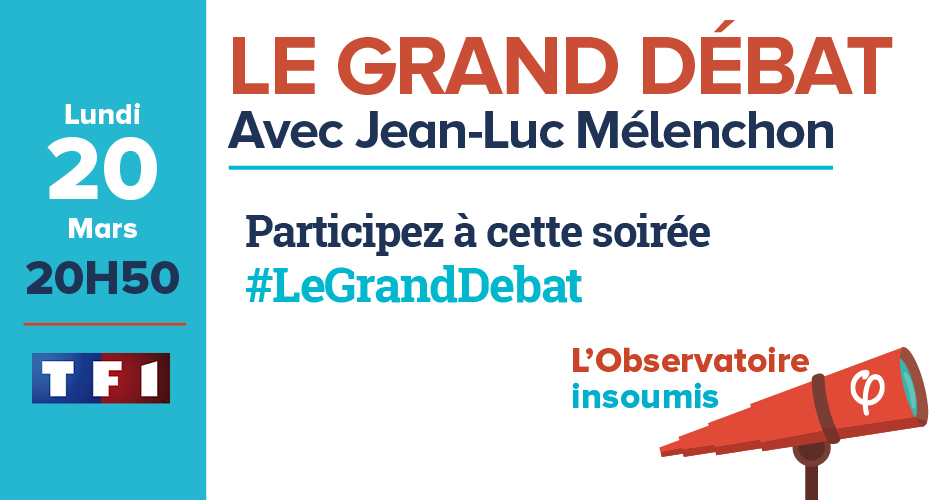 Lundi
20
Mars
20H50
TF1
LE GRAND DÉBAT
Avec Jean-Luc Mélenchon
Participez à cette soirée
#LeGrandDebat
L’Observatoire
insoumis
φ